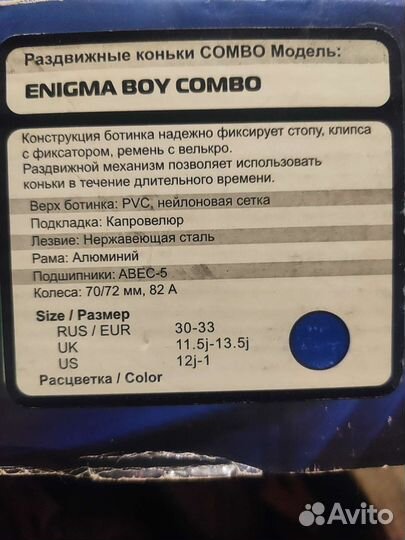 Раздвижные коньки COMBO Модель:
ENIGMA BOY COMBO
Конструкция ботинка надежно фиксирует стопу, клипса
с фиксатором, ремень с велькро.
Раздвижной механизм позволяет использовать
коньки в течение длительного времени.
Верх ботинка: PVC, нейлоновая сетка
Подкладка: Капровелюр
Лезвие: Нержавеющая сталь
Рама: Алюминий
Подшипники: ABEC-5
Колеса: 70/72 мм, 82 A
Size / Размер
RUS / EUR 30-33
UK 11.5j-13.5j
US 12j-1
Расцветка / Color
Avito